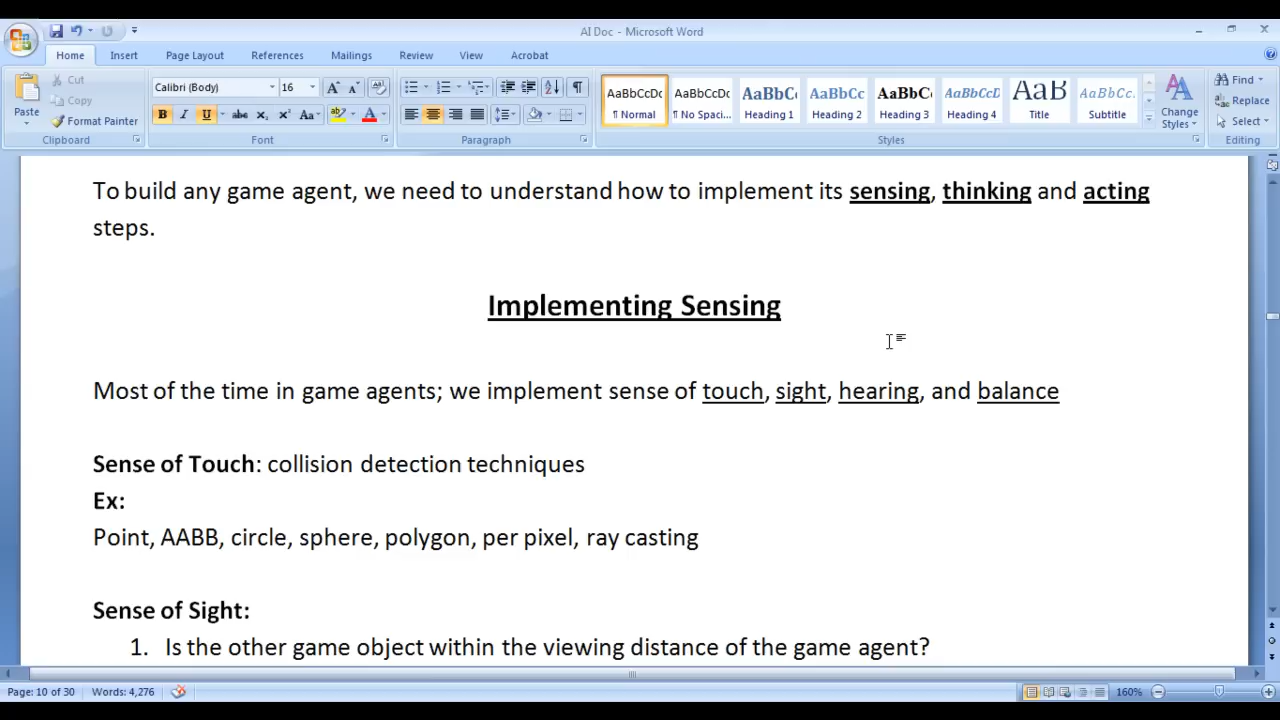 AI Doc - Microsoft Word
Home Insert Page Layout References Mailings Review View Acrobat
Paste
Cut
Copy
Format Painter
Clipboard
Calibri (Body) 16
Font
Paragraph
AaBbCcDc AaBbCcDc AaBbC( AaBbCc AaBbC( AaBbCcD AaB AaBbCc.
¶ Normal ¶ No Spaci... Heading 1 Heading 2 Heading 3 Heading 4 Title Subtitle
Change Styles
Styles
Find
Replace
Select
Editing
To build any game agent, we need to understand how to implement its sensing, thinking and acting
steps.
Implementing Sensing
Most of the time in game agents; we implement sense of touch, sight, hearing, and balance
Sense of Touch: collision detection techniques
Ex:
Point, AABB, circle, sphere, polygon, per pixel, ray casting
Sense of Sight:
1. Is the other game object within the viewing distance of the game agent?
Page: 10 of 30 Words: 4,276 160%